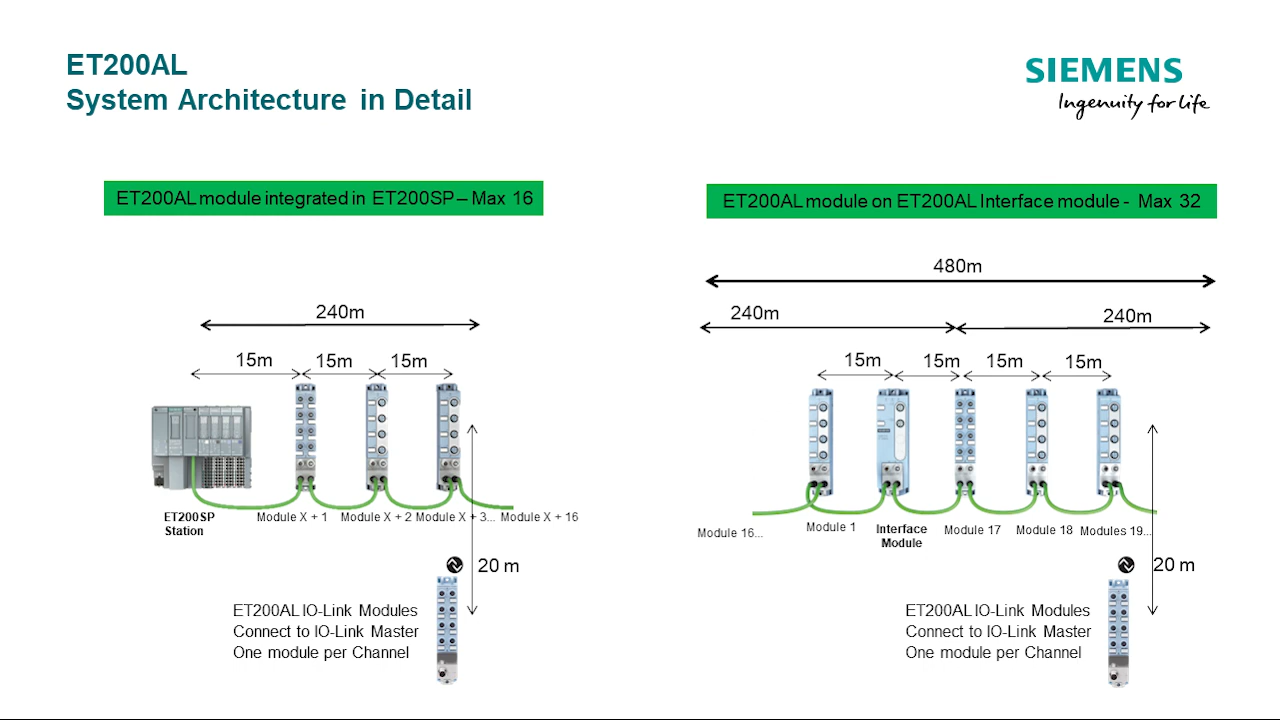 ET200AL
System Architecture in Detail
SIEMENS
Ingenuity for life
ET200AL module integrated in ET200SP – Max 16
240m
15m 15m 15m
ET200SP
Station
Module X + 1 Module X + 2 Module X + 3... Module X + 16
20 m
ET200AL IO-Link Modules
Connect to IO-Link Master
One module per Channel
ET200AL module on ET200AL Interface module - Max 32
480m
240m 240m
15m 15m 15m 15m
Module 16...
Module 1
Interface
Module
Module 17 Module 18 Modules 19...
20 m
ET200AL IO-Link Modules
Connect to IO-Link Master
One module per Channel